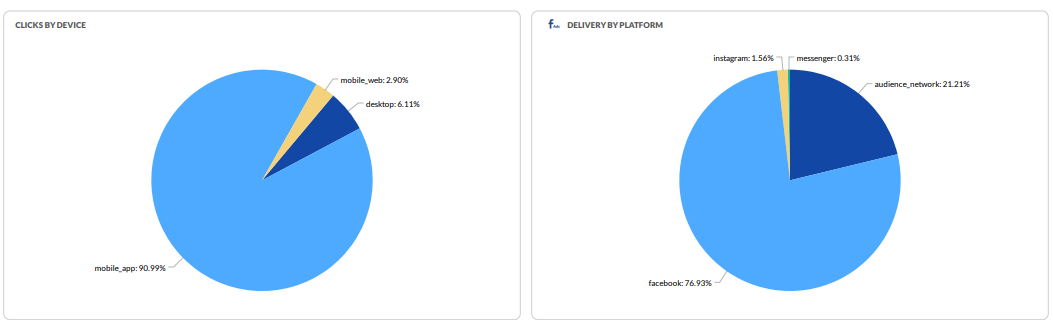 CLICKS BY DEVICE
mobile_web: 2.90%
desktop: 6.11%
mobile_app: 90.99%
f Ads DELIVERY BY PLATFORM
instagram: 1.56%
messenger: 0.31%
audience_network: 21.21%
facebook: 76.93%